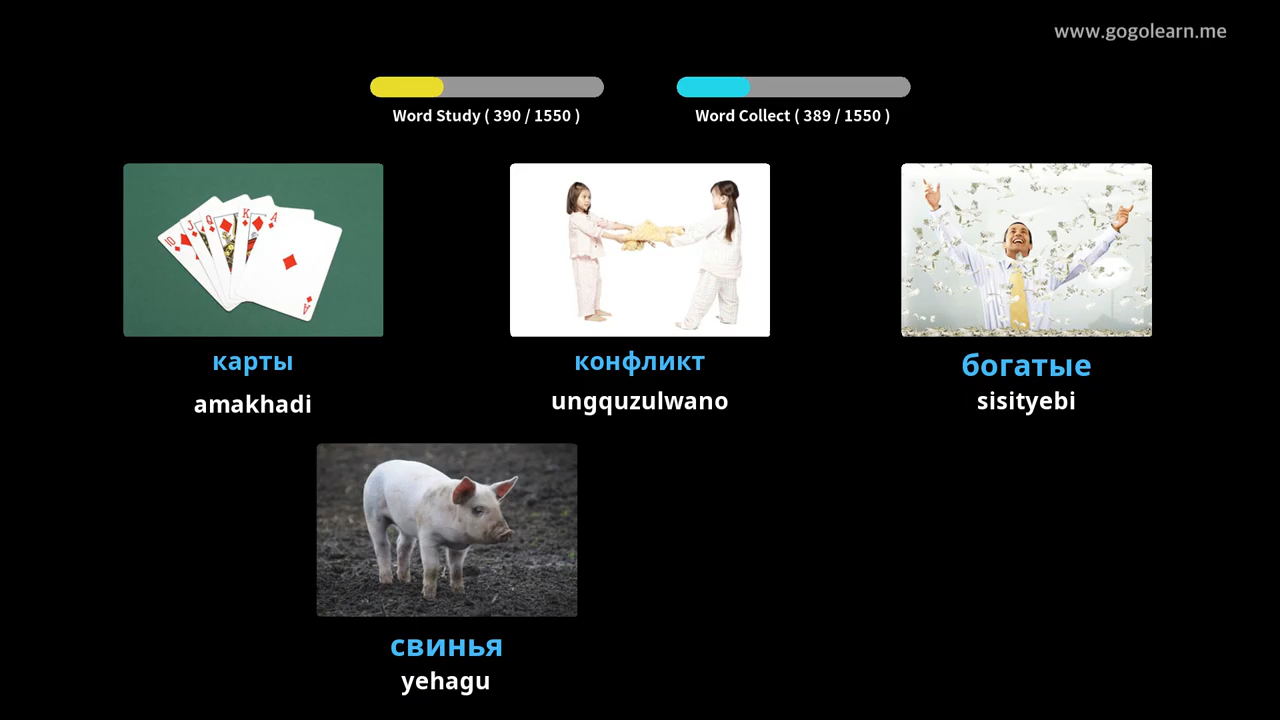 www.gogolearn.me
Word Study ( 390 / 1550 )
Word Collect ( 389 / 1550 )
10 J Q K A
A
карты
конфликт
богатые
amakhadi
ungquzulwano
sisityebi
свинья
yehagu